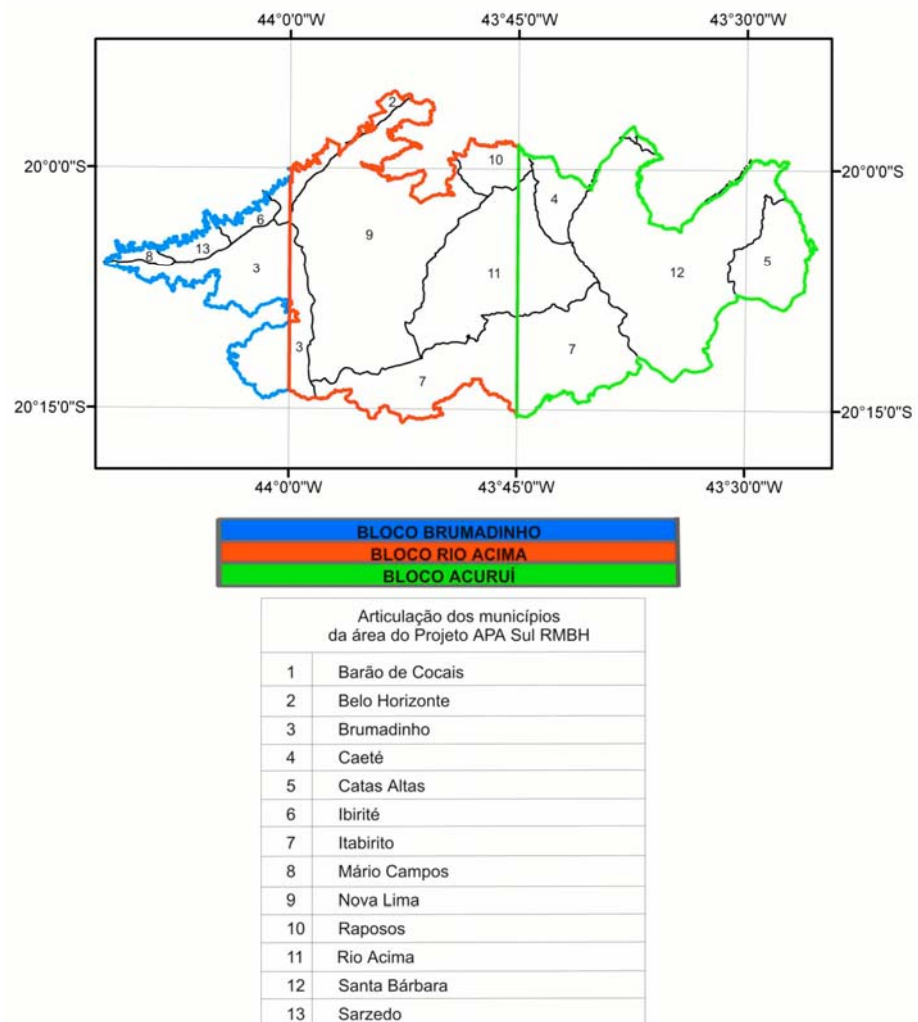 44°0'0"W 43°45'0"W 43°30'0"W
2
10
20°0'0"S 20°0'0"S
4
6
9
13
8 3 11 12 5
3 7
7
20°15'0"S 20°15'0"S
44°0'0"W 43°45'0"W 43°30'0"W
BLOCO BRUMADINHO
BLOCO RIO ACIMA
BLOCO ACURUÍ
Articulação dos municípios
da área do Projeto APA Sul RMBH
1 Barão de Cocais
2 Belo Horizonte
3 Brumadinho
4 Caeté
5 Catas Altas
6 Ibirité
7 Itabirito
8 Mário Campos
9 Nova Lima
10 Raposos
11 Rio Acima
12 Santa Bárbara
13 Sarzedo